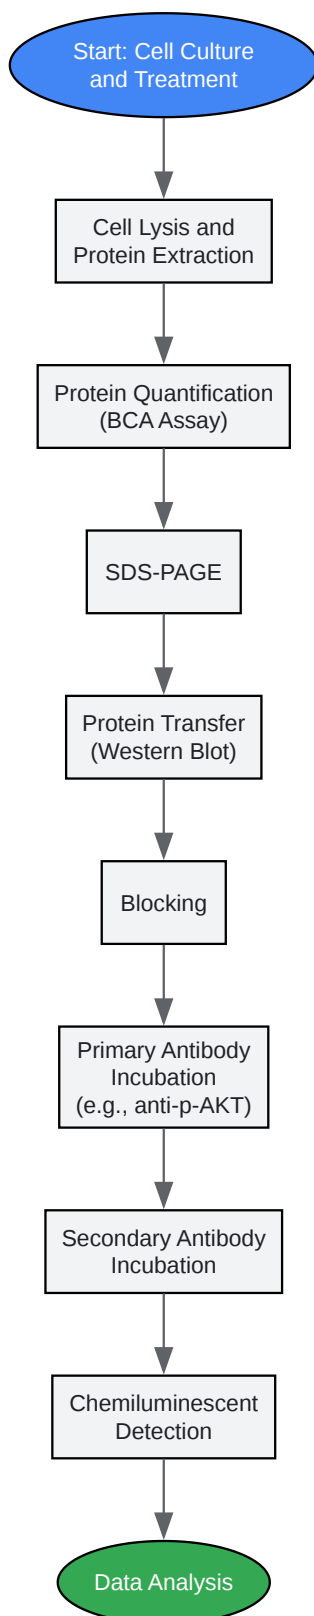 Start: Cell Culture
and Treatment
Cell Lysis and
Protein Extraction
Protein Quantification
(BCA Assay)
SDS-PAGE
Protein Transfer
(Western Blot)
Blocking
Primary Antibody
Incubation
(e.g., anti-p-AKT)
Secondary Antibody
Incubation
Chemiluminescent
Detection
Data Analysis